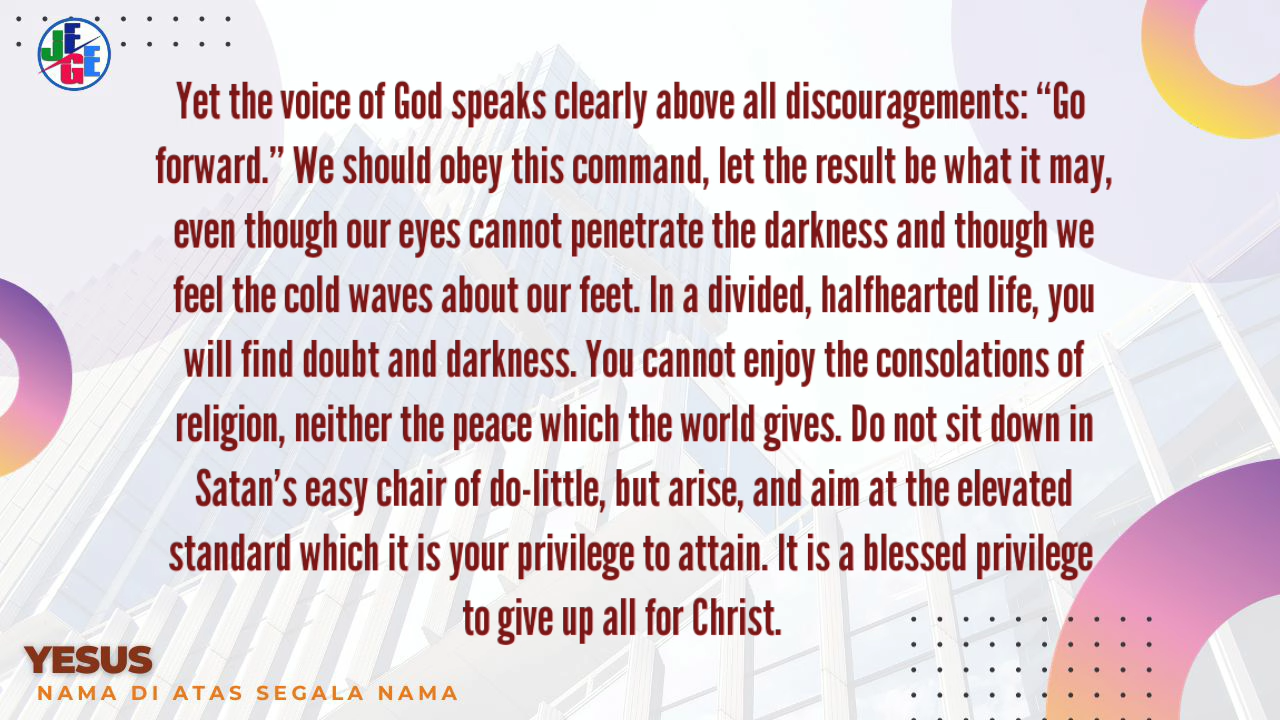 JEGE
Yet the voice of God speaks clearly above all discouragements: “Go
forward.” We should obey this command, let the result be what it may,
even though our eyes cannot penetrate the darkness and though we
feel the cold waves about our feet. In a divided, halfhearted life, you
will find doubt and darkness. You cannot enjoy the consolations of
religion, neither the peace which the world gives. Do not sit down in
Satan’s easy chair of do-little, but arise, and aim at the elevated
standard which it is your privilege to attain. It is a blessed privilege
to give up all for Christ.
YESUS
NAMA DI ATAS SEGALA NAMA